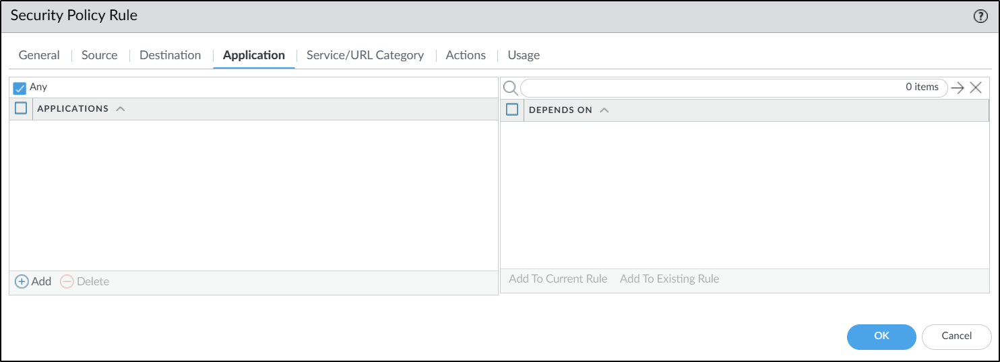 Security Policy Rule
General Source Destination Application Service/URL Category Actions Usage
Any
0 items
APPLICATIONS
DEPENDS ON
Add Delete
Add To Current Rule Add To Existing Rule
OK Cancel